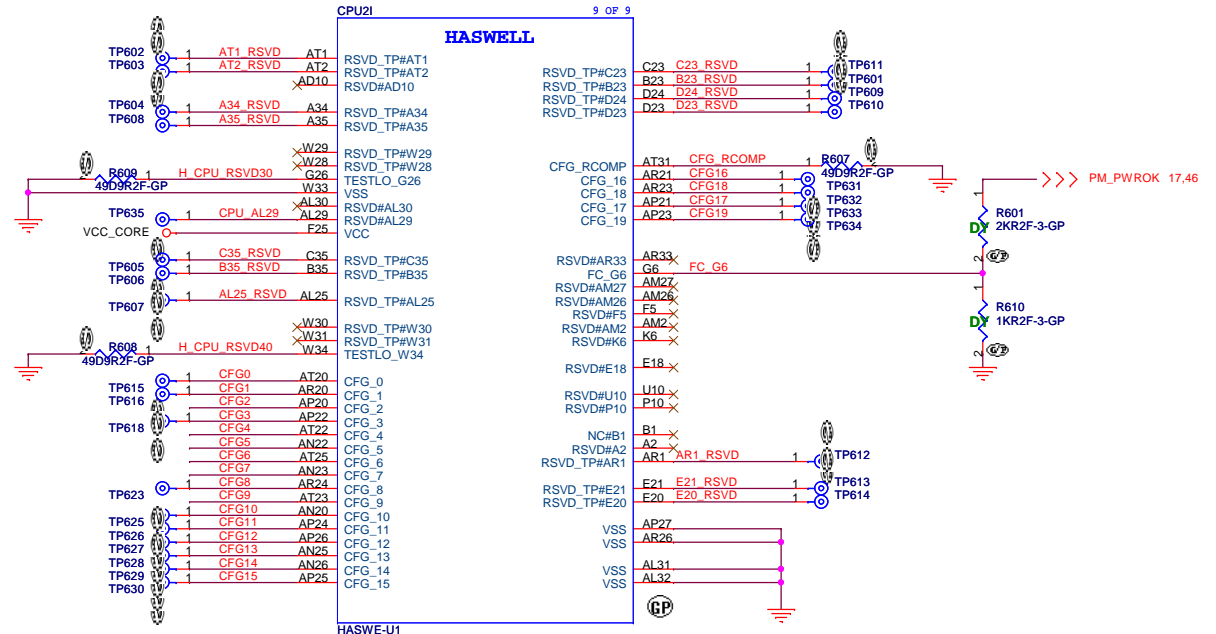 CPU2I 9 OF 9
HASWELL
TP602 1 AT1_RSVD AT1 RSVD_TP#AT1
TP603 1 AT2_RSVD AT2 RSVD_TP#AT2
AD10 RSVD#AD10
TP604 1 A34_RSVD A34 RSVD_TP#A34
TP608 1 A35_RSVD A35 RSVD_TP#A35
W29 RSVD_TP#W29
W28 RSVD_TP#W28
R609 2 1 H_CPU_RSVD30 G26 TESTLO_G26
49D9R2F-GP
W33 VSS
AL30 RSVD#AL30
TP635 1 CPU_AL29 AL29 RSVD#AL29
VCC_CORE F25 VCC
TP605 1 C35_RSVD C35 RSVD_TP#C35
TP606 1 B35_RSVD B35 RSVD_TP#B35
TP607 1 AL25_RSVD AL25 RSVD_TP#AL25
W30 RSVD_TP#W30
W31 RSVD_TP#W31
R608 2 1 H_CPU_RSVD40 W34 TESTLO_W34
49D9R2F-GP
TP615 1 CFG0 AT20 CFG_0
TP616 1 CFG1 AR20 CFG_1
CFG2 AP20 CFG_2
TP618 1 CFG3 AP22 CFG_3
CFG4 AT22 CFG_4
CFG5 AN22 CFG_5
CFG6 AT25 CFG_6
CFG7 AN23 CFG_7
TP623 1 CFG8 AR24 CFG_8
CFG9 AT23 CFG_9
TP625 1 CFG10 AN20 CFG_10
TP626 1 CFG11 AP24 CFG_11
TP627 1 CFG12 AP26 CFG_12
TP628 1 CFG13 AN25 CFG_13
TP629 1 CFG14 AN26 CFG_14
TP630 1 CFG15 AP25 CFG_15
RSVD_TP#C23 C23 C23_RSVD 1 TP611
RSVD_TP#B23 B23 B23_RSVD 1 TP601
RSVD_TP#D24 D24 D24_RSVD 1 TP609
RSVD_TP#D23 D23 D23_RSVD 1 TP610
CFG_RCOMP AT31 CFG_RCOMP 1 R607 2
49D9R2F-GP
CFG_16 AR21 CFG16 1 TP631
CFG_18 AR23 CFG18 1 TP632
CFG_17 AP21 CFG17 1 TP633
CFG_19 AP23 CFG19 1 TP634
RSVD#AR33 AR33
FC_G6 G6 FC_G6
RSVD#AM27 AM27
RSVD#AM26 AM26
RSVD#F5 F5
RSVD#AM2 AM2
RSVD#K6 K6
RSVD#E18 E18
RSVD#U10 U10
RSVD#P10 P10
NC#B1 B1
RSVD#A2 A2
RSVD_TP#AR1 AR1 AR1_RSVD 1 TP612
RSVD_TP#E21 E21 E21_RSVD 1 TP613
RSVD_TP#E20 E20 E20_RSVD 1 TP614
VSS AP27
VSS AR26
VSS AL31
VSS AL32
PM_PWROK 17,46
1
R601
DY 2KR2F-3-GP
2
1
R610
DY 1KR2F-3-GP
2
GP
HASWE-U1